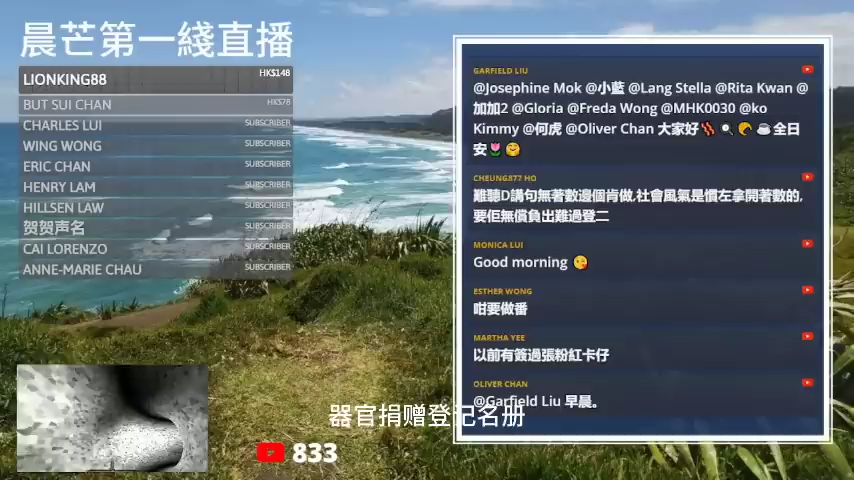 晨芒第一綫直播
LIONKING88 HK$148
BUT SUI CHAN HK$78
CHARLES LUI SUBSCRIBER
WING WONG SUBSCRIBER
ERIC CHAN SUBSCRIBER
HENRY LAM SUBSCRIBER
HILLSEN LAW SUBSCRIBER
贺贺声名 SUBSCRIBER
CAI LORENZO SUBSCRIBER
ANNE-MARIE CHAU SUBSCRIBER
GARFIELD LIU
@Josephine Mok @小藍 @Lang Stella @Rita Kwan @
加加2 @Gloria @Freda Wong @MHK0030 @ko
Kimmy @何虎 @Oliver Chan 大家好🥓🍳🥐☕全日
安🌷🤗
CHEUNG877 HO
難聽D講句無著數邊個肯做,社會風氣是慣左拿開著數的,
要佢無償負出難過登二
MONICA LUI
Good morning 😘
ESTHER WONG
咁要做番
MARTHA YEE
以前有簽過張粉紅卡仔
OLIVER CHAN
@Garfield Liu 早晨。
器官捐赠登记名册
833